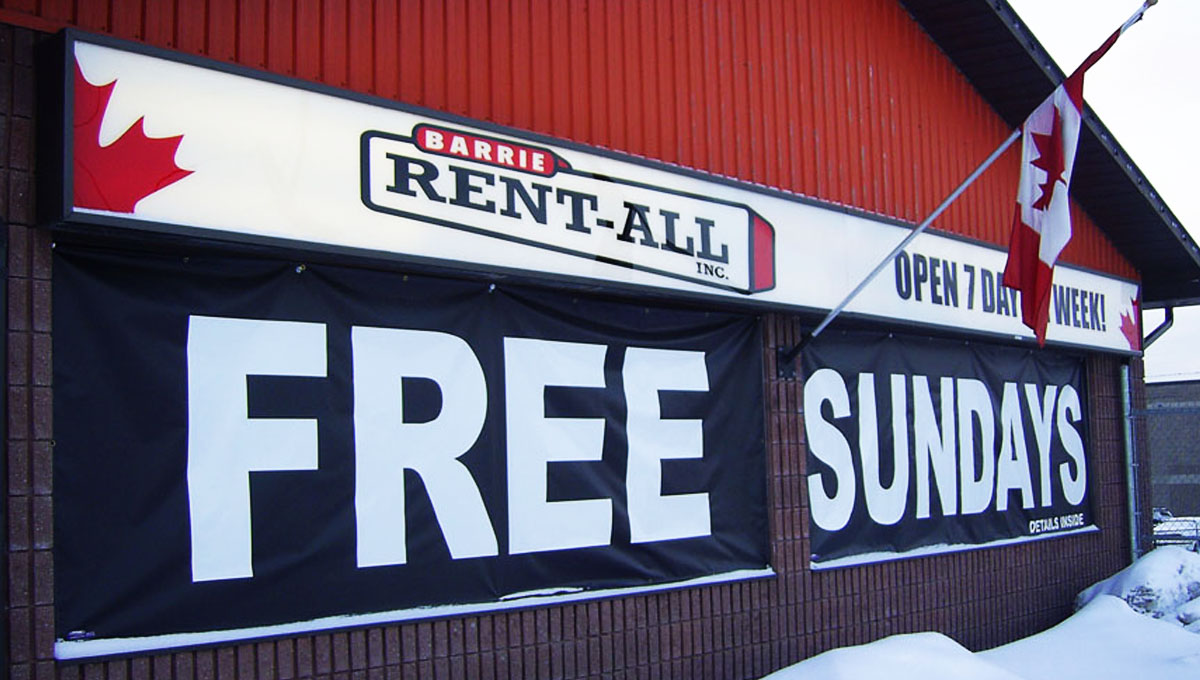 BARRIE
RENT-ALL
INC.
OPEN 7 DAY WEEK!
FREE SUNDAYS
DETAILS INSIDE